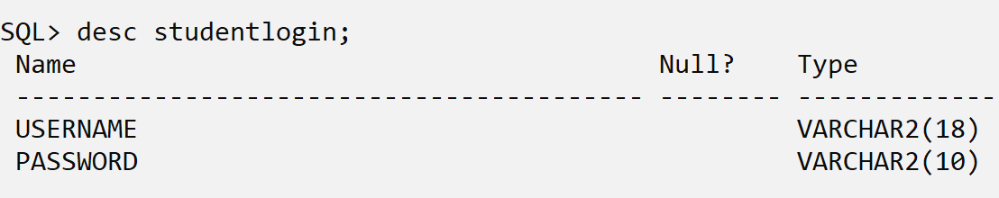 SQL> desc studentlogin;
Name Null? Type
----------------------------------------- -------- -------------
USERNAME VARCHAR2(18)
PASSWORD VARCHAR2(10)